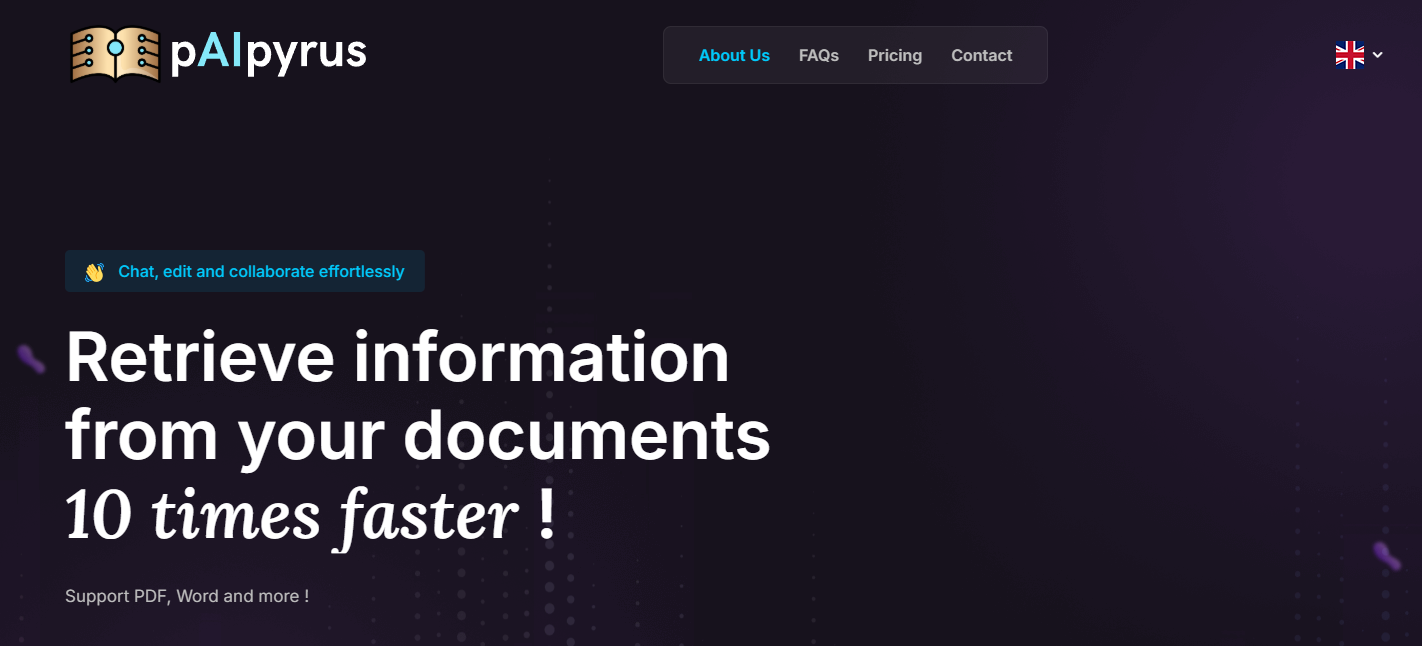 pAIpyrus
About Us FAQs Pricing Contact
👋 Chat, edit and collaborate effortlessly
Retrieve information
from your documents
10 times faster !
Support PDF, Word and more !